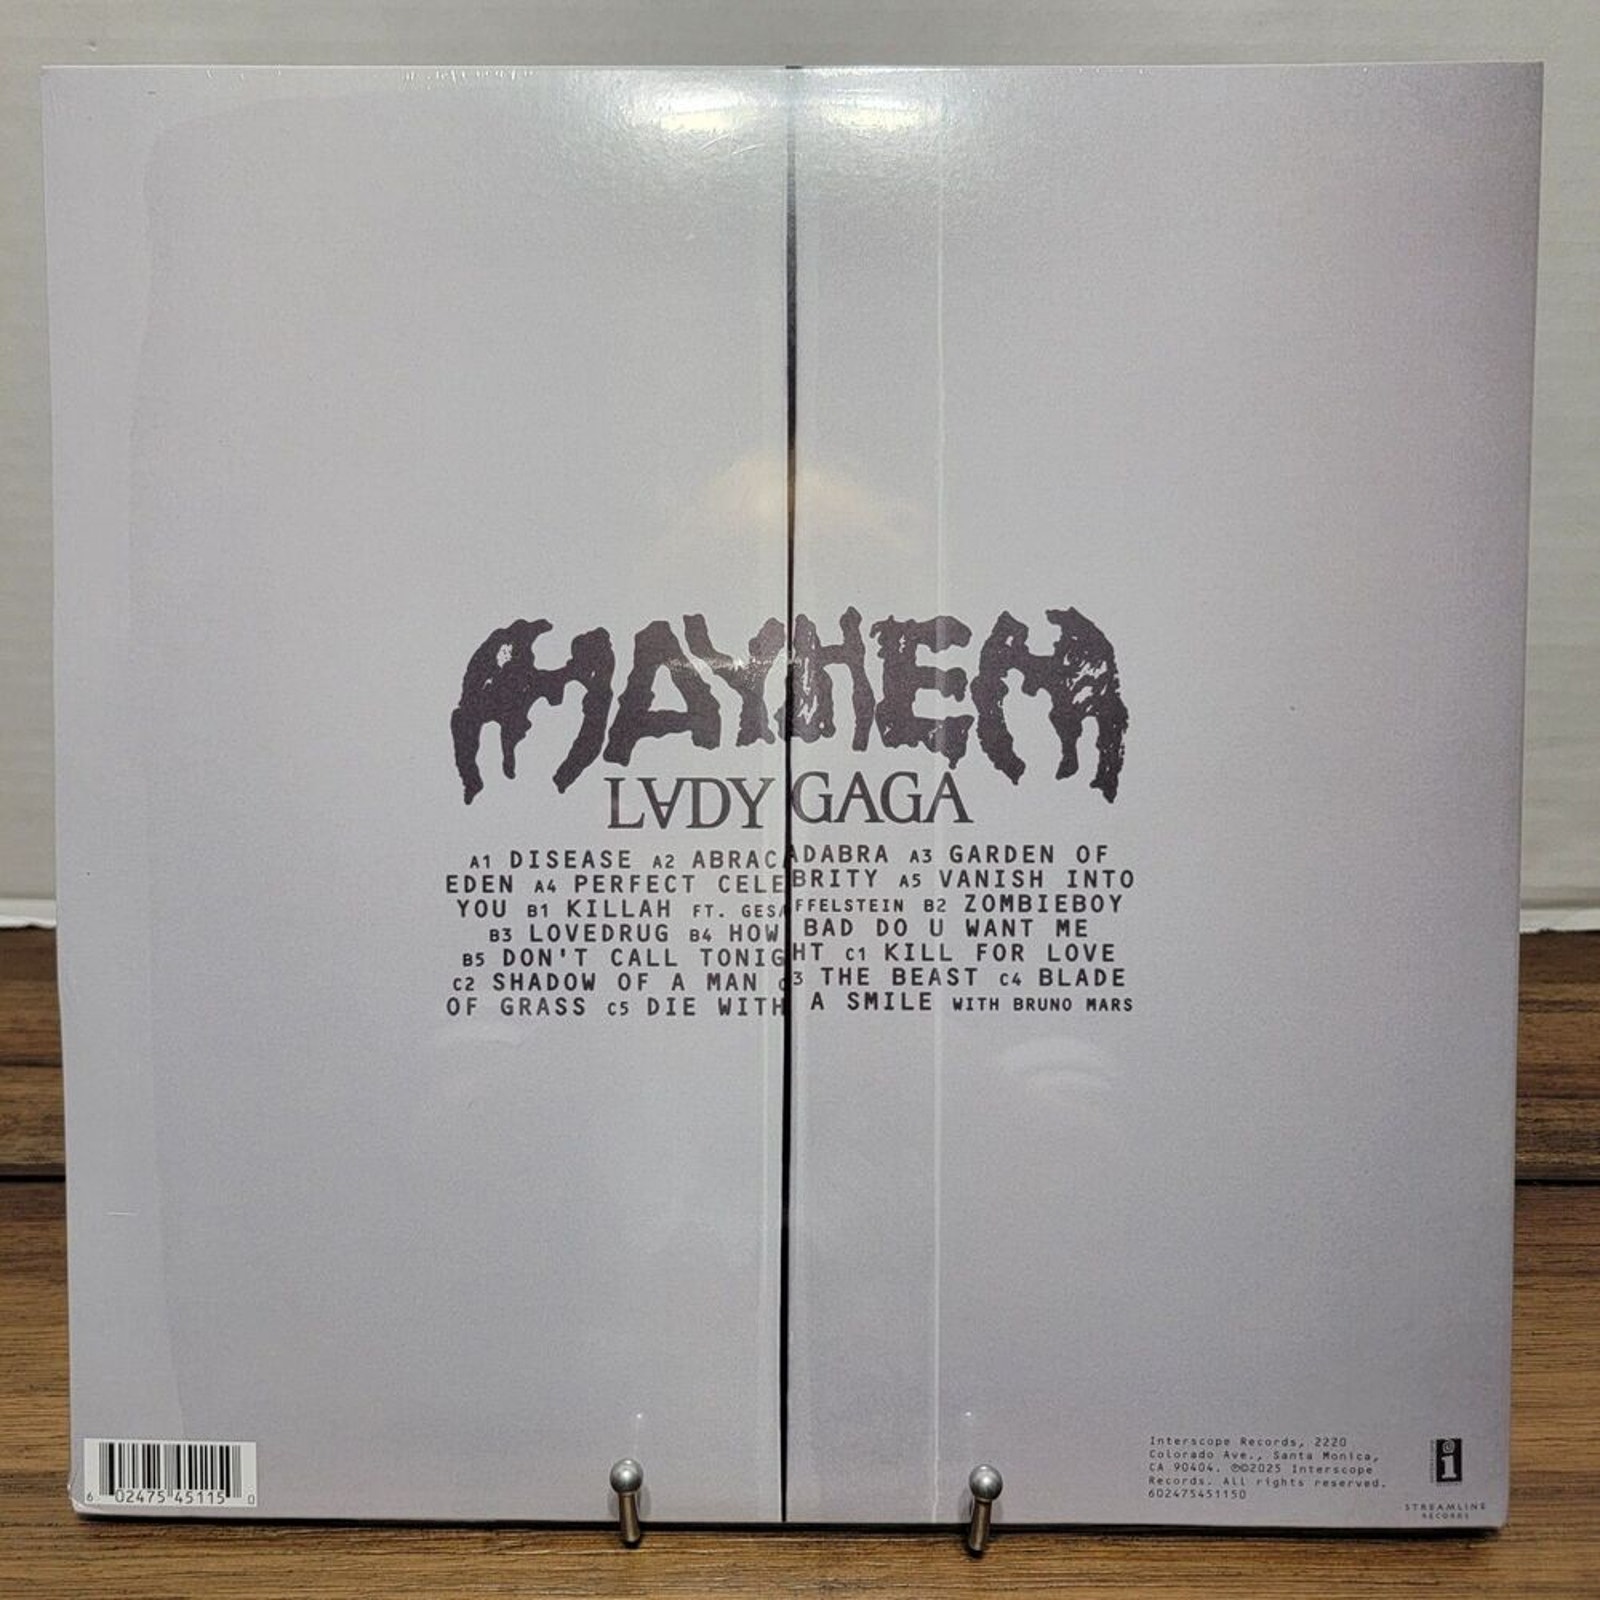 MAYHEM
LADY GAGA
A1 DISEASE A2 ABRACADABRA A3 GARDEN OF
EDEN A4 PERFECT CELEBRITY A5 VANISH INTO
YOU B1 KILLAH FT. GESAFFELSTEIN B2 ZOMBIEBOY
B3 LOVEDRUG B4 HOW BAD DO U WANT ME
B5 DON'T CALL TONIGHT C1 KILL FOR LOVE
C2 SHADOW OF A MAN C3 THE BEAST C4 BLADE
OF GRASS C5 DIE WITH A SMILE WITH BRUNO MARS
6 02475 45115 0
Interscope Records, 2220
Colorado Ave., Santa Monica,
CA 90404. ℗©2025 Interscope
Records. All rights reserved.
602475451150
i
STREAMLINE
RECORDS